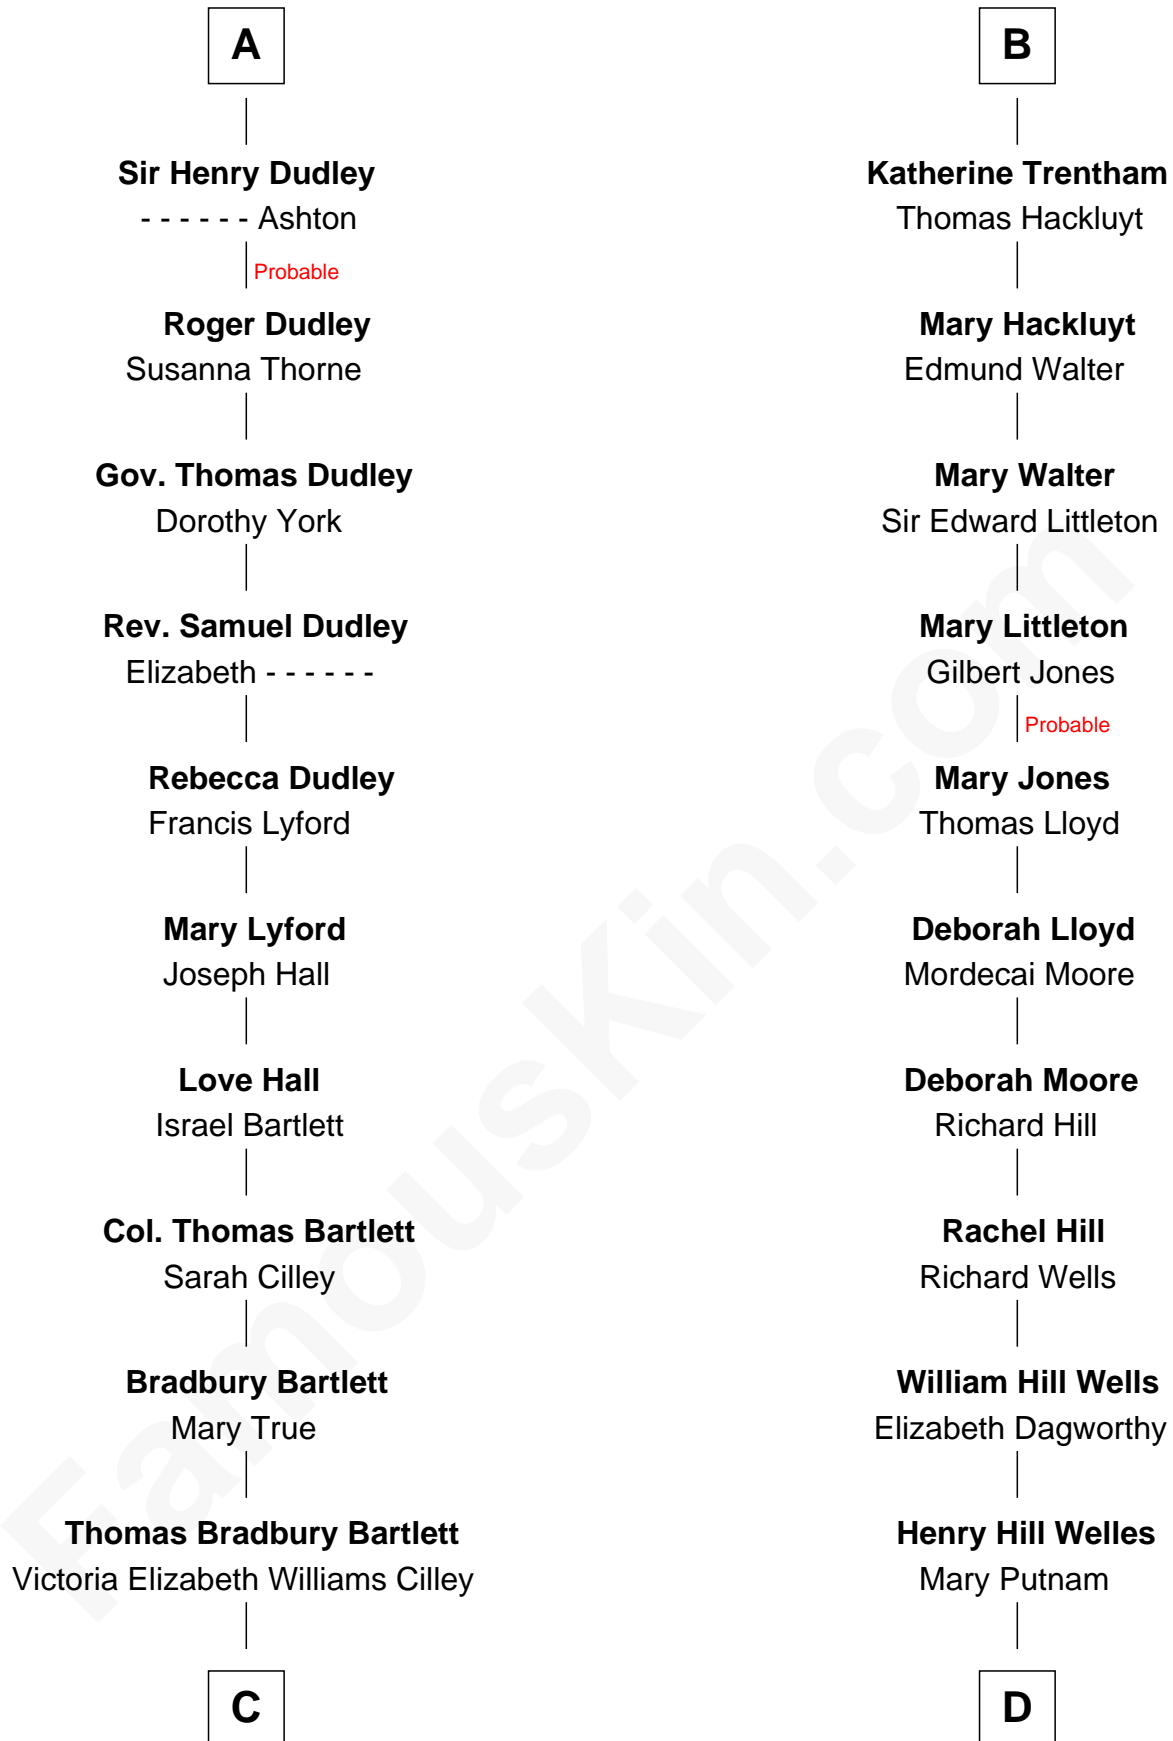 A
Sir Henry Dudley
- - - - - - Ashton
Probable
Roger Dudley
Susanna Thorne
Gov. Thomas Dudley
Dorothy York
Rev. Samuel Dudley
Elizabeth - - - - - -
Rebecca Dudley
Francis Lyford
Mary Lyford
Joseph Hall
Love Hall
Israel Bartlett
Col. Thomas Bartlett
Sarah Cilley
Bradbury Bartlett
Mary True
Thomas Bradbury Bartlett
Victoria Elizabeth Williams Cilley
C
B
Katherine Trentham
Thomas Hackluyt
Mary Hackluyt
Edmund Walter
Mary Walter
Sir Edward Littleton
Mary Littleton
Gilbert Jones
Probable
Mary Jones
Thomas Lloyd
Deborah Lloyd
Mordecai Moore
Deborah Moore
Richard Hill
Rachel Hill
Richard Wells
William Hill Wells
Elizabeth Dagworthy
Henry Hill Welles
Mary Putnam
D
FamousKin.com